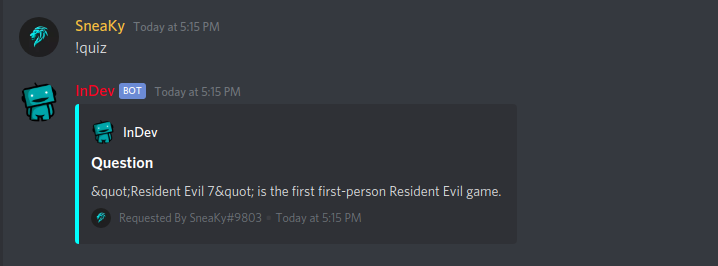 SneaKy Today at 5:15 PM
!quiz
InDev BOT Today at 5:15 PM
InDev
Question
&quot;Resident Evil 7&quot; is the first first-person Resident Evil game.
Requested By SneaKy#9803 • Today at 5:15 PM